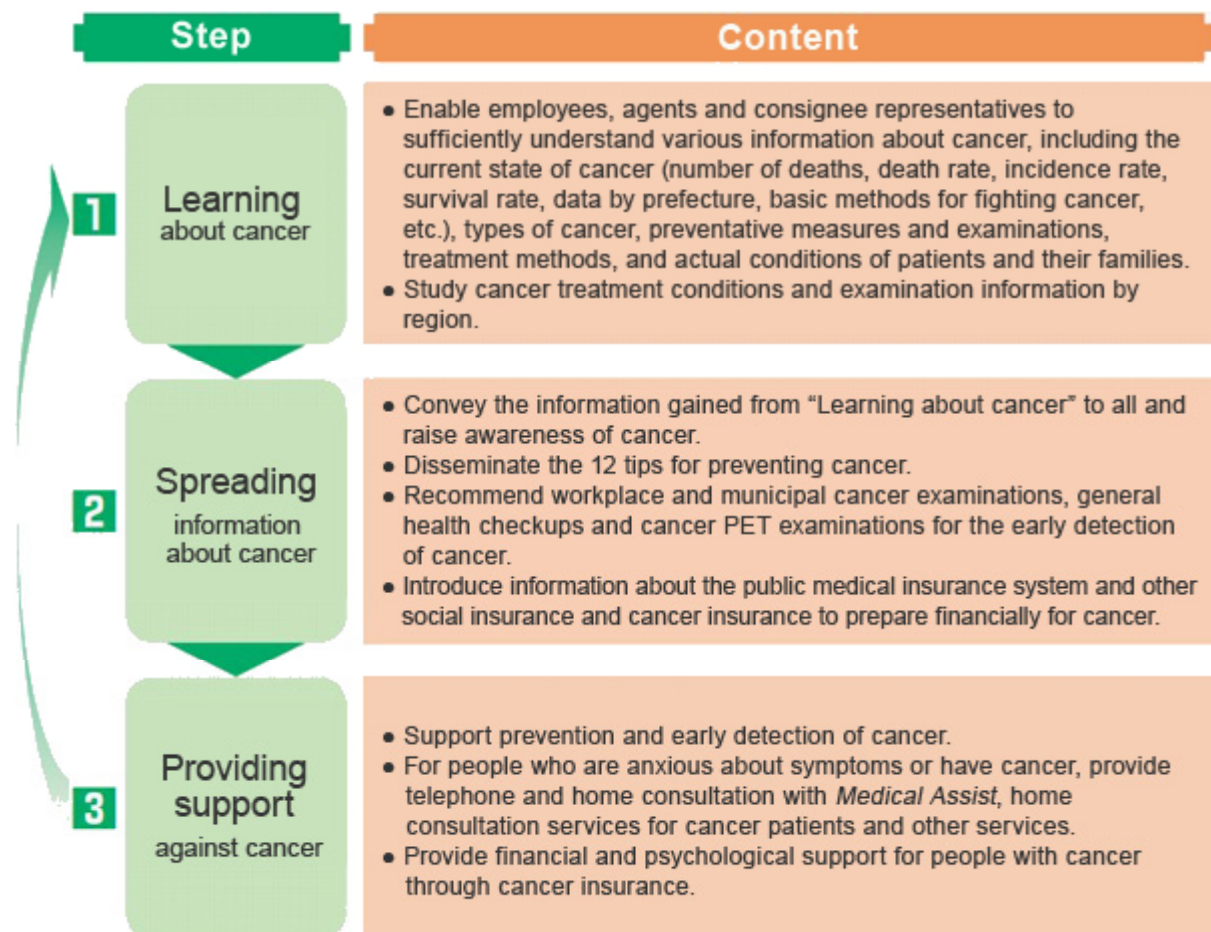 Step
Content
1
Learning
about cancer
● Enable employees, agents and consignee representatives to
sufficiently understand various information about cancer, including the
current state of cancer (number of deaths, death rate, incidence rate,
survival rate, data by prefecture, basic methods for fighting cancer,
etc.), types of cancer, preventative measures and examinations,
treatment methods, and actual conditions of patients and their families.
● Study cancer treatment conditions and examination information by
region.
2
Spreading
information
about cancer
● Convey the information gained from “Learning about cancer” to all and
raise awareness of cancer.
● Disseminate the 12 tips for preventing cancer.
● Recommend workplace and municipal cancer examinations, general
health checkups and cancer PET examinations for the early detection
of cancer.
● Introduce information about the public medical insurance system and other
social insurance and cancer insurance to prepare financially for cancer.
3
Providing
support
against cancer
● Support prevention and early detection of cancer.
● For people who are anxious about symptoms or have cancer, provide
telephone and home consultation with Medical Assist, home
consultation services for cancer patients and other services.
● Provide financial and psychological support for people with cancer
through cancer insurance.